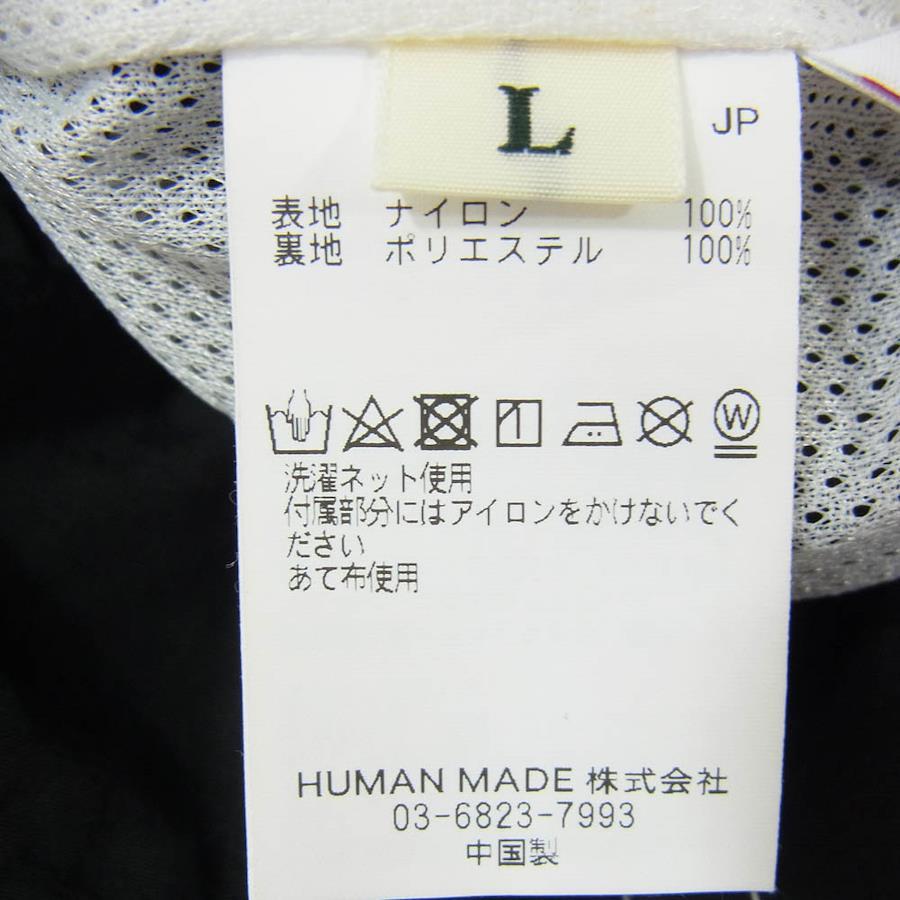 L
JP
表地 ナイロン 100%
裏地 ポリエステル 100%
W
洗濯ネット使用
付属部分にはアイロンをかけないでく
ださい
あて布使用
HUMAN MADE 株式会社
03-6823-7993
中国製